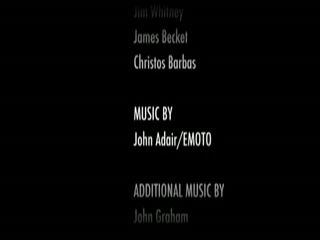 Jim Whitney
James Becket
Christos Barbas
MUSIC BY
John Adair/EMOTO
ADDITIONAL MUSIC BY
John Graham